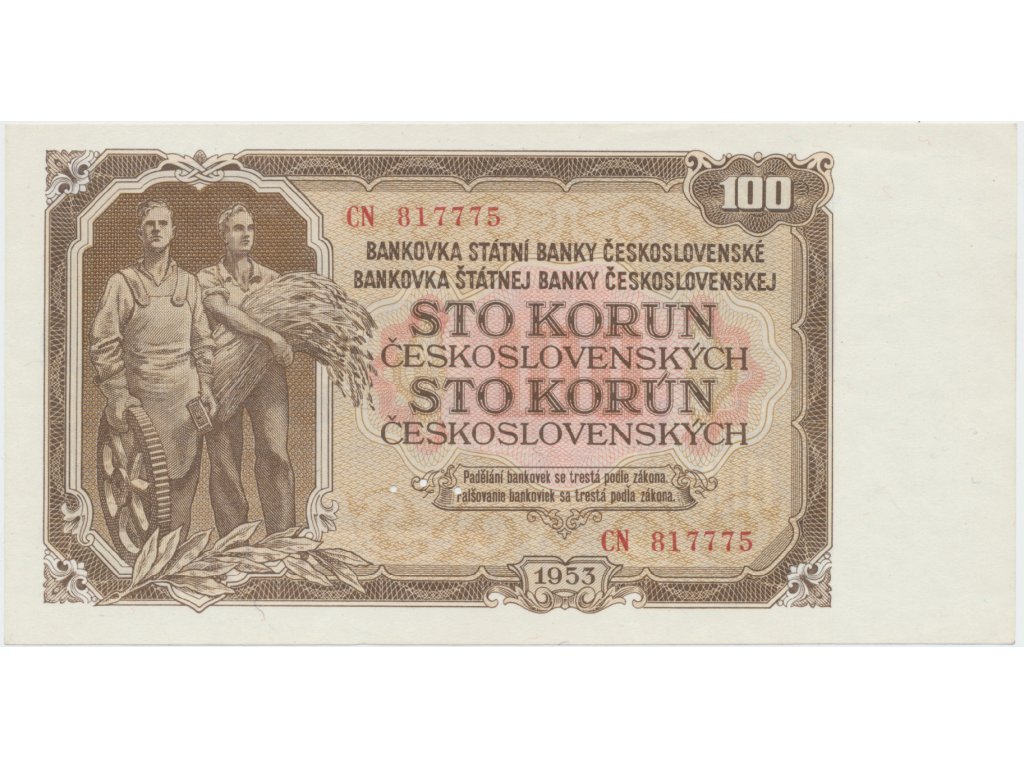 100
CN 817775
BANKOVKA STÁTNÍ BANKY ČESKOSLOVENSKÉ
BANKOVKA ŠTÁTNEJ BANKY ČESKOSLOVENSKEJ
STO KORUN
ČESKOSLOVENSKÝCH
STO KORÚN
ČESKOSLOVENSKÝCH
Padělání bankovek se trestá podle zákona.
Falšovanie bankoviek sa trestá podla zákona.
CN 817775
1953